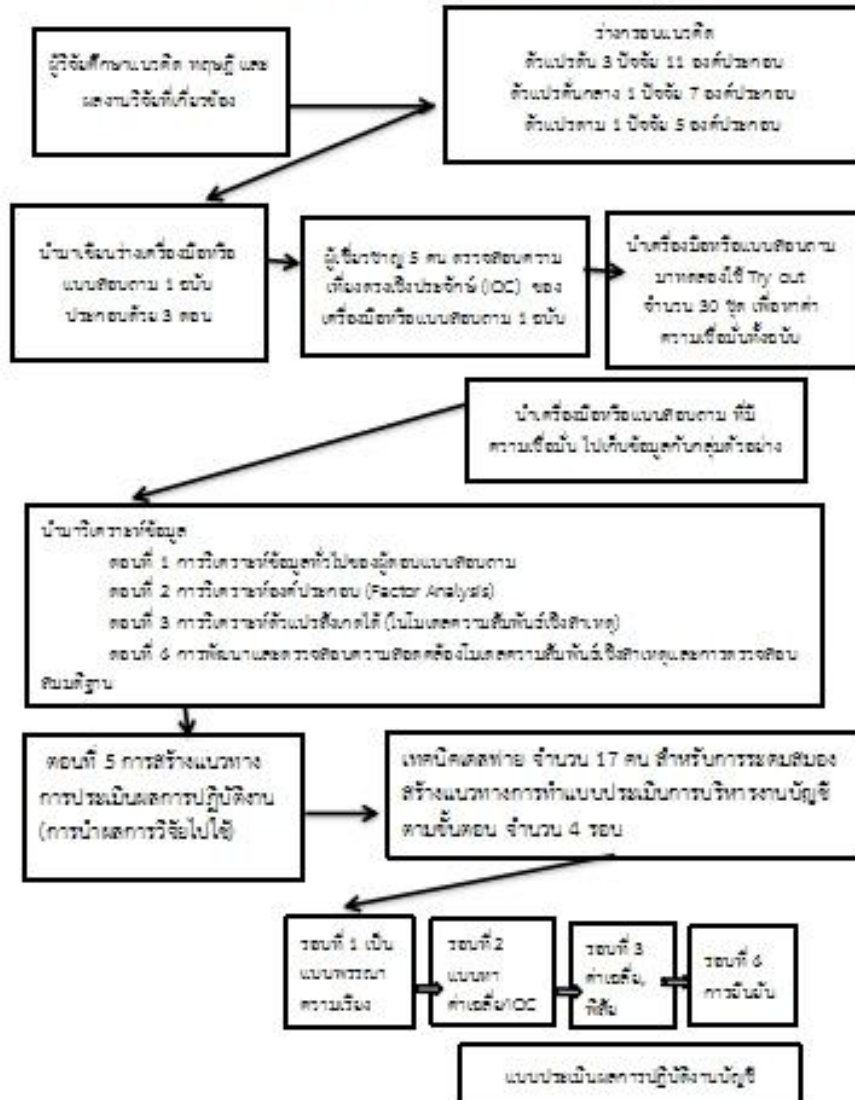 ผู้วิจัยศึกษาแนวคิด ทฤษฎี และ
ผลงานวิจัยที่เกี่ยวข้อง
ร่างกรอบแนวคิด
ตัวแปรต้น 3 ปัจจัย 11 องค์ประกอบ
ตัวแปรคั่นกลาง 1 ปัจจัย 7 องค์ประกอบ
ตัวแปรตาม 1 ปัจจัย 5 องค์ประกอบ
นำมาเขียนร่างเครื่องมือหรือ
แบบสอบถาม 1 ฉบับ
ประกอบด้วย 3 ตอน
ผู้เชี่ยวชาญ 5 คน ตรวจสอบความ
เที่ยงตรงเชิงประจักษ์ (IOC) ของ
เครื่องมือหรือแบบสอบถาม 1 ฉบับ
นำเครื่องมือหรือแบบสอบถาม
มาทดลองใช้ Try out
จำนวน 30 ชุด เพื่อหาค่า
ความเชื่อมั่นทั้งฉบับ
นำเครื่องมือหรือแบบสอบถาม ที่มี
ความเชื่อมั่น ไปเก็บข้อมูลกับกลุ่มตัวอย่าง
นำมาวิเคราะห์ข้อมูล
ตอนที่ 1 การวิเคราะห์ข้อมูลทั่วไปของผู้ตอบแบบสอบถาม
ตอนที่ 2 การวิเคราะห์องค์ประกอบ (Factor Analysis)
ตอนที่ 3 การวิเคราะห์ตัวแปรสังเกตได้ (ในโมเดลความสัมพันธ์เชิงสาเหตุ)
ตอนที่ 6 การพัฒนาและตรวจสอบความสอดคล้องโมเดลความสัมพันธ์เชิงสาเหตุและการตรวจสอบ
สมมติฐาน
ตอนที่ 5 การสร้างแนวทาง
การประเมินผลการปฏิบัติงาน
(การนำผลการวิจัยไปใช้)
เทคนิคเดลฟาย จำนวน 17 คน สำหรับการระดมสมอง
สร้างแนวทางการทำแบบประเมินการบริหารงานบัญชี
ตามขั้นตอน จำนวน 4 รอบ
รอบที่ 1 เป็น
แบบพรรณา
ความเรียง
รอบที่ 2
แบบหา
ค่าเฉลี่ย/IOC
รอบที่ 3
ค่าเฉลี่ย,
พิสัย
รอบที่ 6
การยืนยัน
แบบประเมินผลการปฏิบัติงานบัญชี